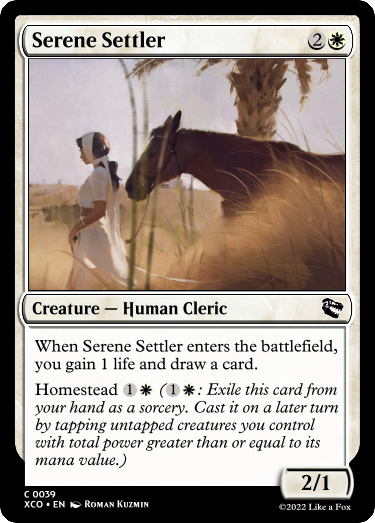 Serene Settler 2
Creature — Human Cleric
When Serene Settler enters the battlefield,
you gain 1 life and draw a card.
Homestead 1 (1 : Exile this card from
your hand as a sorcery. Cast it on a later turn
by tapping untapped creatures you control
with total power greater than or equal to its
mana value.)
2/1
C 0039
XCO • EN Roman Kuzmin
©2022 Like a Fox